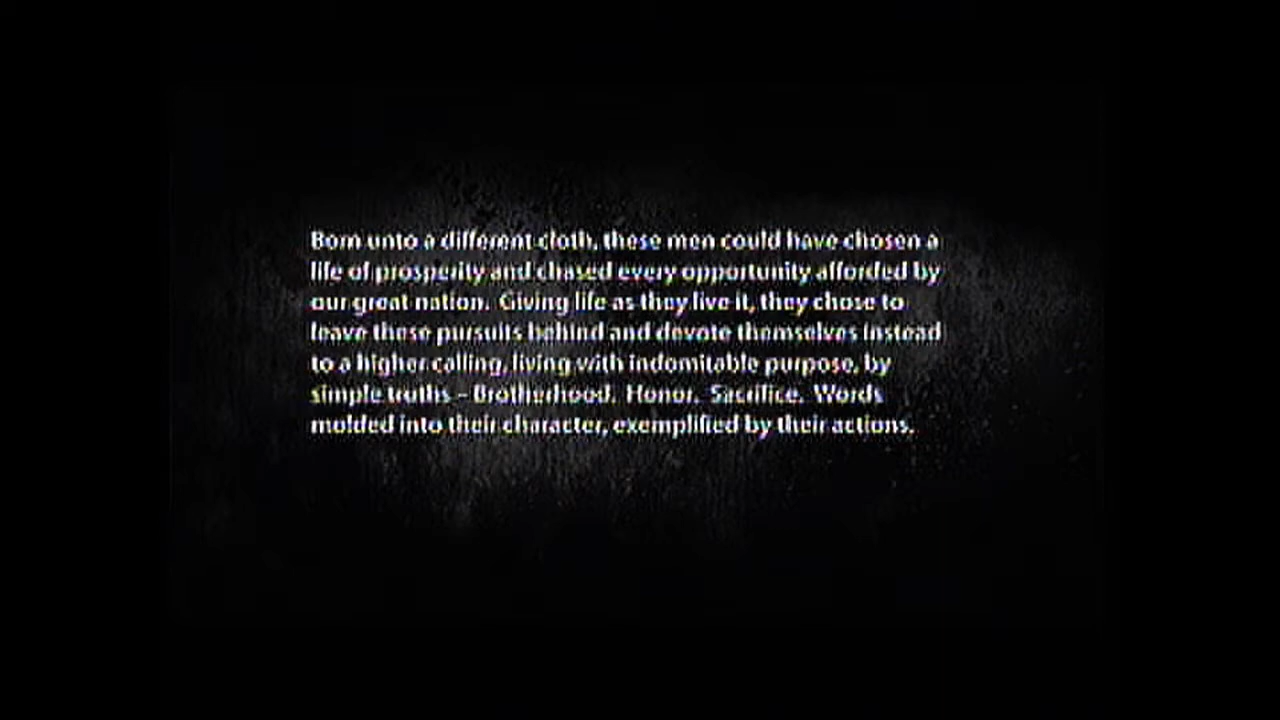 Born unto a different cloth, these men could have chosen a
life of prosperity and chased every opportunity afforded by
our great nation.  Giving life as they live it, they chose to
leave these pursuits behind and devote themselves instead
to a higher calling, living with indomitable purpose, by
simple truths – Brotherhood.  Honor.  Sacrifice.  Words
molded into their character, exemplified by their actions.